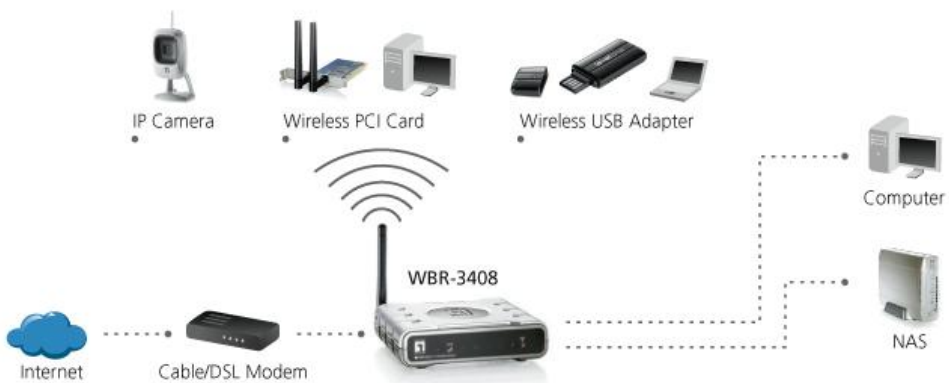 IP Camera
Wireless PCI Card
Wireless USB Adapter
Computer
WBR-3408
NAS
Internet
Cable/DSL Modem